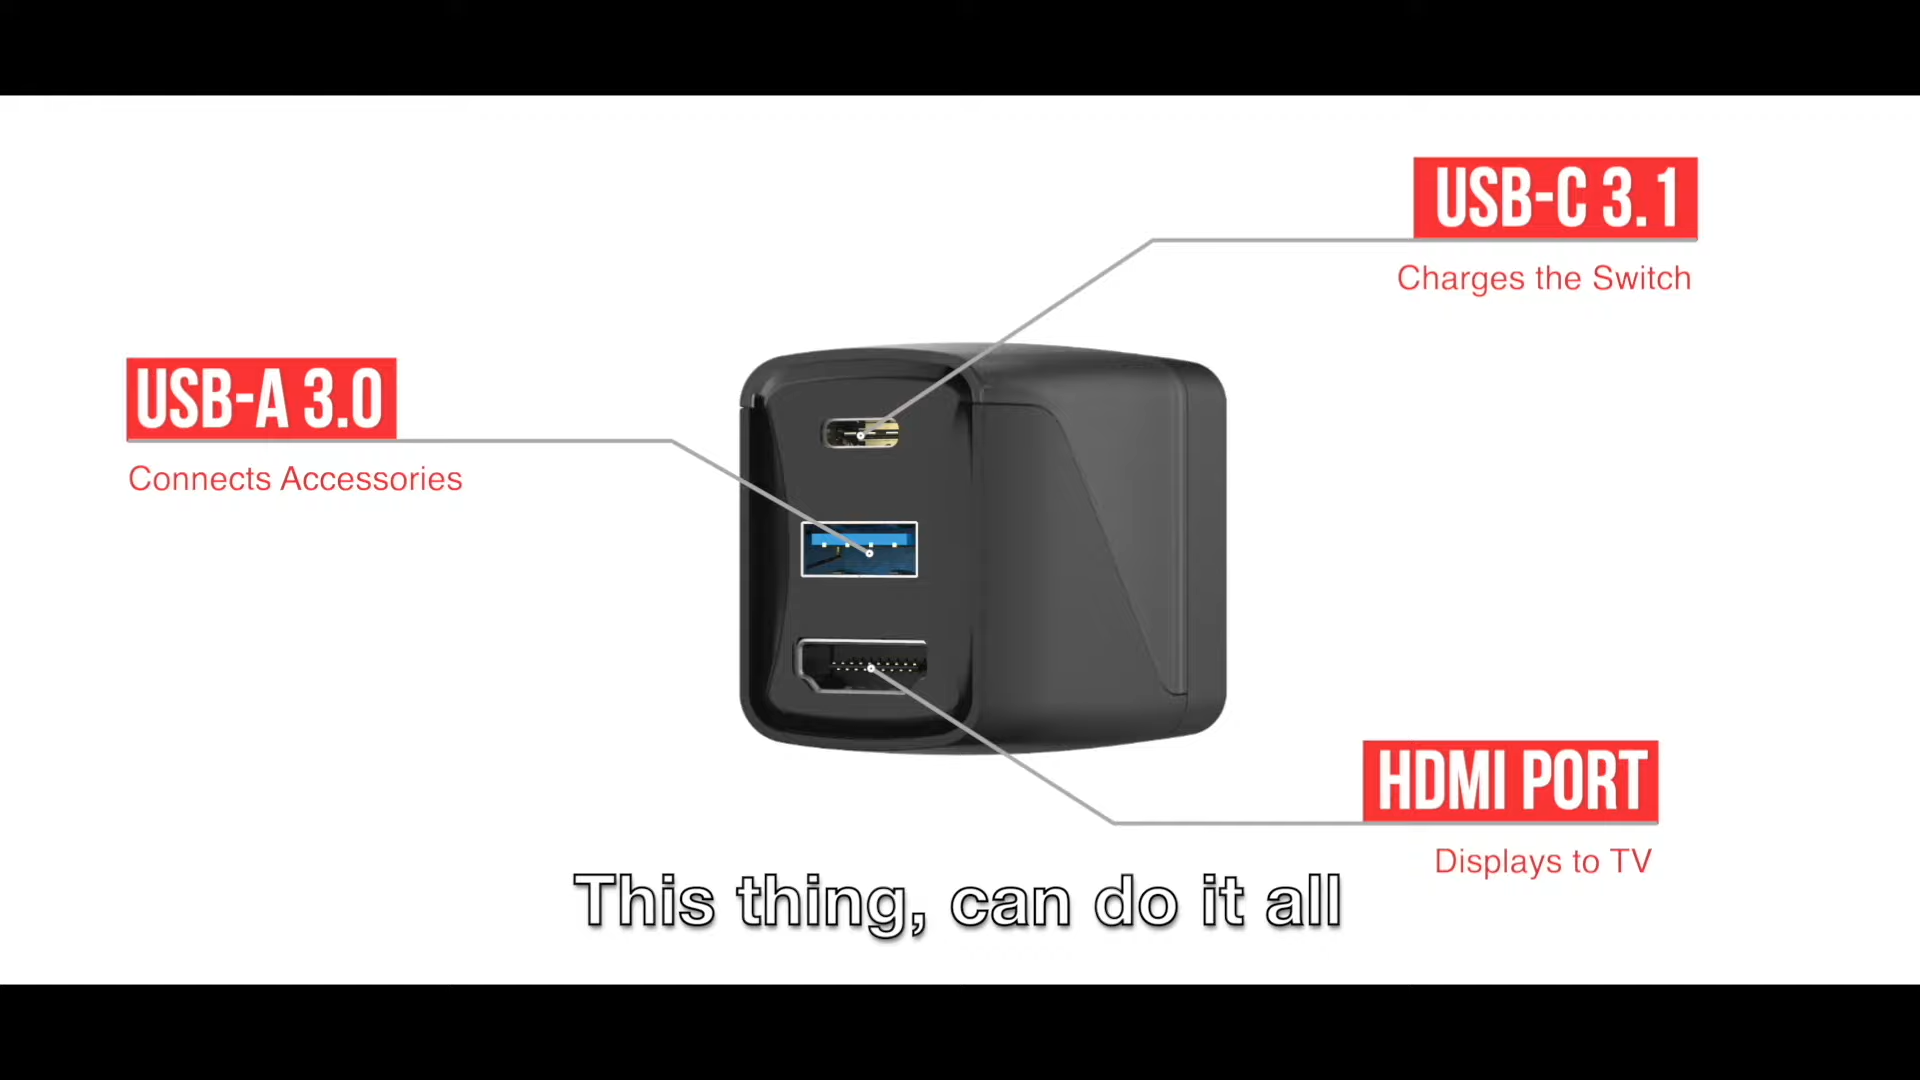 USB-C 3.1
Charges the Switch
USB-A 3.0
Connects Accessories
HDMI PORT
Displays to TV
This thing, can do it all